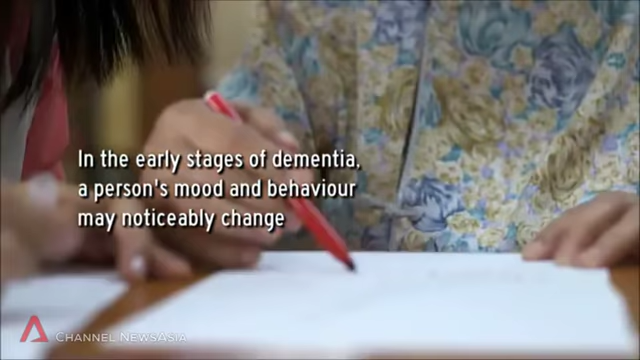 In the early stages of dementia,
a person's mood and behaviour
may noticeably change
CHANNEL NEWSASIA